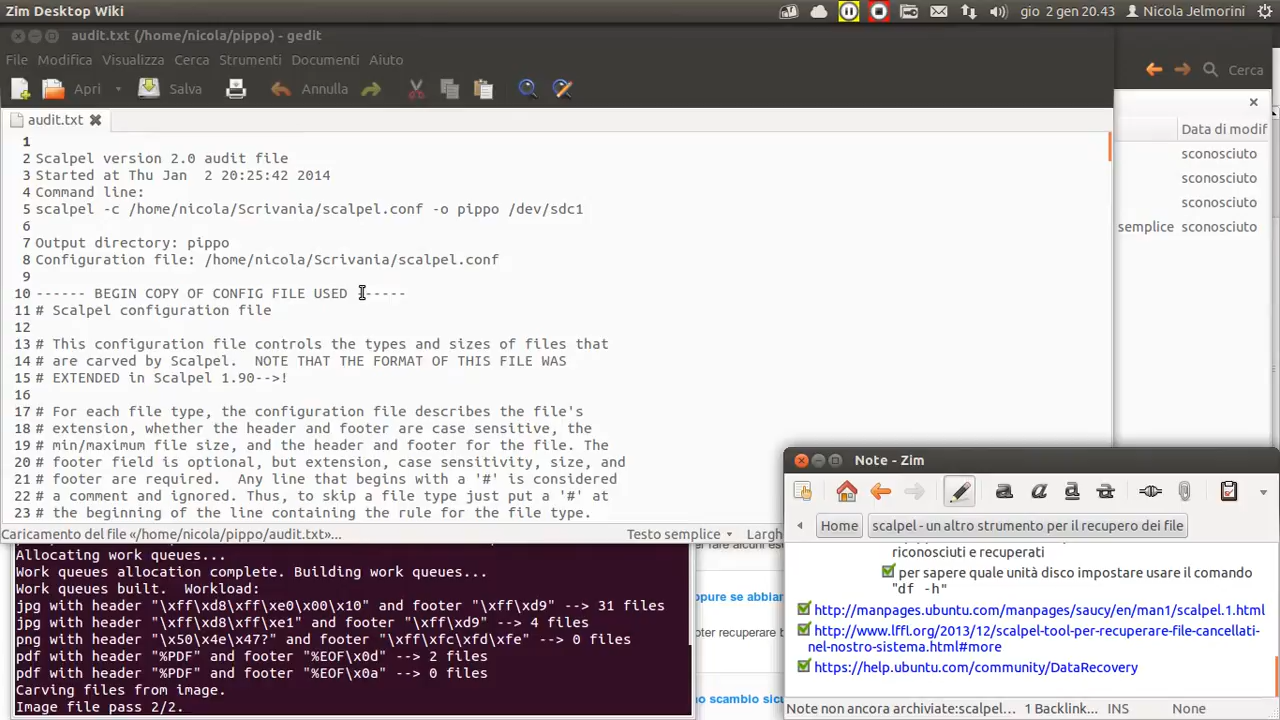 Zim Desktop Wiki
gio 2 gen 20.43
Nicola Jelmorini
audit.txt (/home/nicola/pippo/) - gedit
File Modifica Visualizza Cerca Strumenti Documenti Aiuto
Cerca
Apri
Salva
Annulla
audit.txt
Data di modif
sconosciuto
sconosciuto
sconosciuto
semplice sconosciuto
1
2 Scalpel version 2.0 audit file
3 Started at Thu Jan  2 20:25:42 2014
4 Command line:
5 scalpel -c /home/nicola/Scrivania/scalpel.conf -o pippo /dev/sdc1
6
7 Output directory: pippo
8 Configuration file: /home/nicola/Scrivania/scalpel.conf
9
10 ------ BEGIN COPY OF CONFIG FILE USED ------
11 # Scalpel configuration file
12
13 # This configuration file controls the types and sizes of files that
14 # are carved by Scalpel.  NOTE THAT THE FORMAT OF THIS FILE WAS
15 # EXTENDED in Scalpel 1.90-->!
16
17 # For each file type, the configuration file describes the file's
18 # extension, whether the header and footer are case sensitive, the
19 # min/maximum file size, and the header and footer for the file. The
20 # footer field is optional, but extension, case sensitivity, size, and
21 # footer are required.  Any line that begins with a '#' is considered
22 # a comment and ignored. Thus, to skip a file type just put a '#' at
23 # the beginning of the line containing the rule for the file type.
Caricamento del file «/home/nicola/pippo/audit.txt»...
Testo semplice
Largh
Allocating work queues...
Work queues allocation complete. Building work queues...
Work queues built.  Workload:
jpg with header "\xff\xd8\xff\xe0\x00\x10" and footer "\xff\xd9" --> 31 files
jpg with header "\xff\xd8\xff\xe1" and footer "\xff\xd9" --> 4 files
png with header "\x50\x4e\x47?" and footer "\xff\xfc\xfd\xfe" --> 0 files
pdf with header "%PDF" and footer "%EOF\x0d" --> 2 files
pdf with header "%PDF" and footer "%EOF\x0a" --> 0 files
Carving files from image.
Image file pass 2/2.
Note - Zim
Home
scalpel - un altro strumento per il recupero dei file
riconosciuti e recuperati
per sapere quale unità disco impostare usare il comando
"df -h"
http://manpages.ubuntu.com/manpages/saucy/en/man1/scalpel.1.html
http://www.lffl.org/2013/12/scalpel-tool-per-recuperare-file-cancellati-
nel-nostro-sistema.html#more
https://help.ubuntu.com/community/DataRecovery
Note non ancora archiviate:scalpel...
1 Backlink...
INS
None